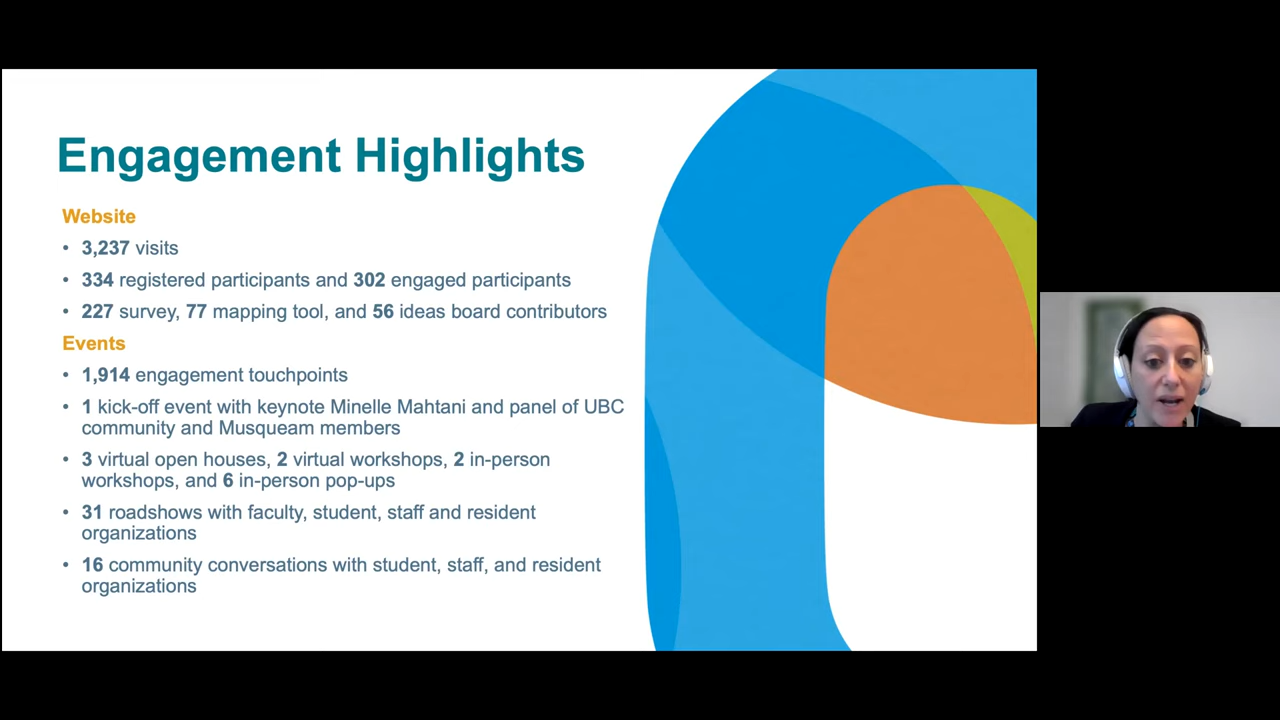 Engagement Highlights
Website
• 3,237 visits
• 334 registered participants and 302 engaged participants
• 227 survey, 77 mapping tool, and 56 ideas board contributors
Events
• 1,914 engagement touchpoints
• 1 kick-off event with keynote Minelle Mahtani and panel of UBC
community and Musqueam members
• 3 virtual open houses, 2 virtual workshops, 2 in-person
workshops, and 6 in-person pop-ups
• 31 roadshows with faculty, student, staff and resident
organizations
• 16 community conversations with student, staff, and resident
organizations